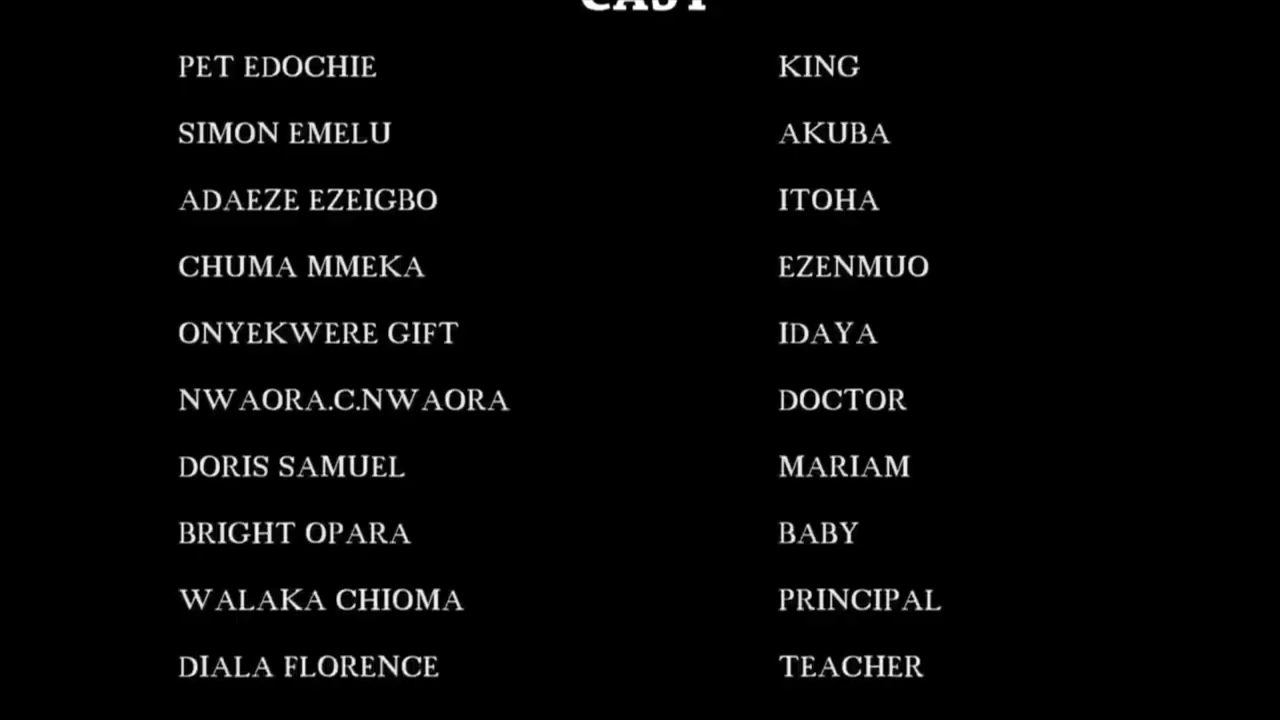 CAST
PET EDOCHIE KING
SIMON EMELU AKUBA
ADAEZE EZEIGBO ITOHA
CHUMA MMEKA EZENMUO
ONYEKWERE GIFT IDAYA
NWAORA.C.NWAORA DOCTOR
DORIS SAMUEL MARIAM
BRIGHT OPARA BABY
WALAKA CHIOMA PRINCIPAL
DIALA FLORENCE TEACHER